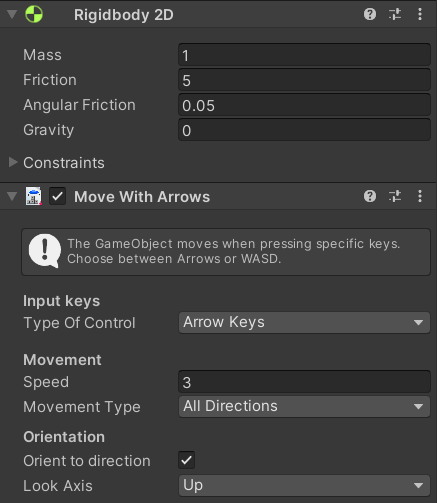 Rigidbody 2D
Mass 1
Friction 5
Angular Friction 0.05
Gravity 0
Constraints
Move With Arrows
The GameObject moves when pressing specific keys.
Choose between Arrows or WASD.
Input keys
Type Of Control Arrow Keys
Movement
Speed 3
Movement Type All Directions
Orientation
Orient to direction
Look Axis Up